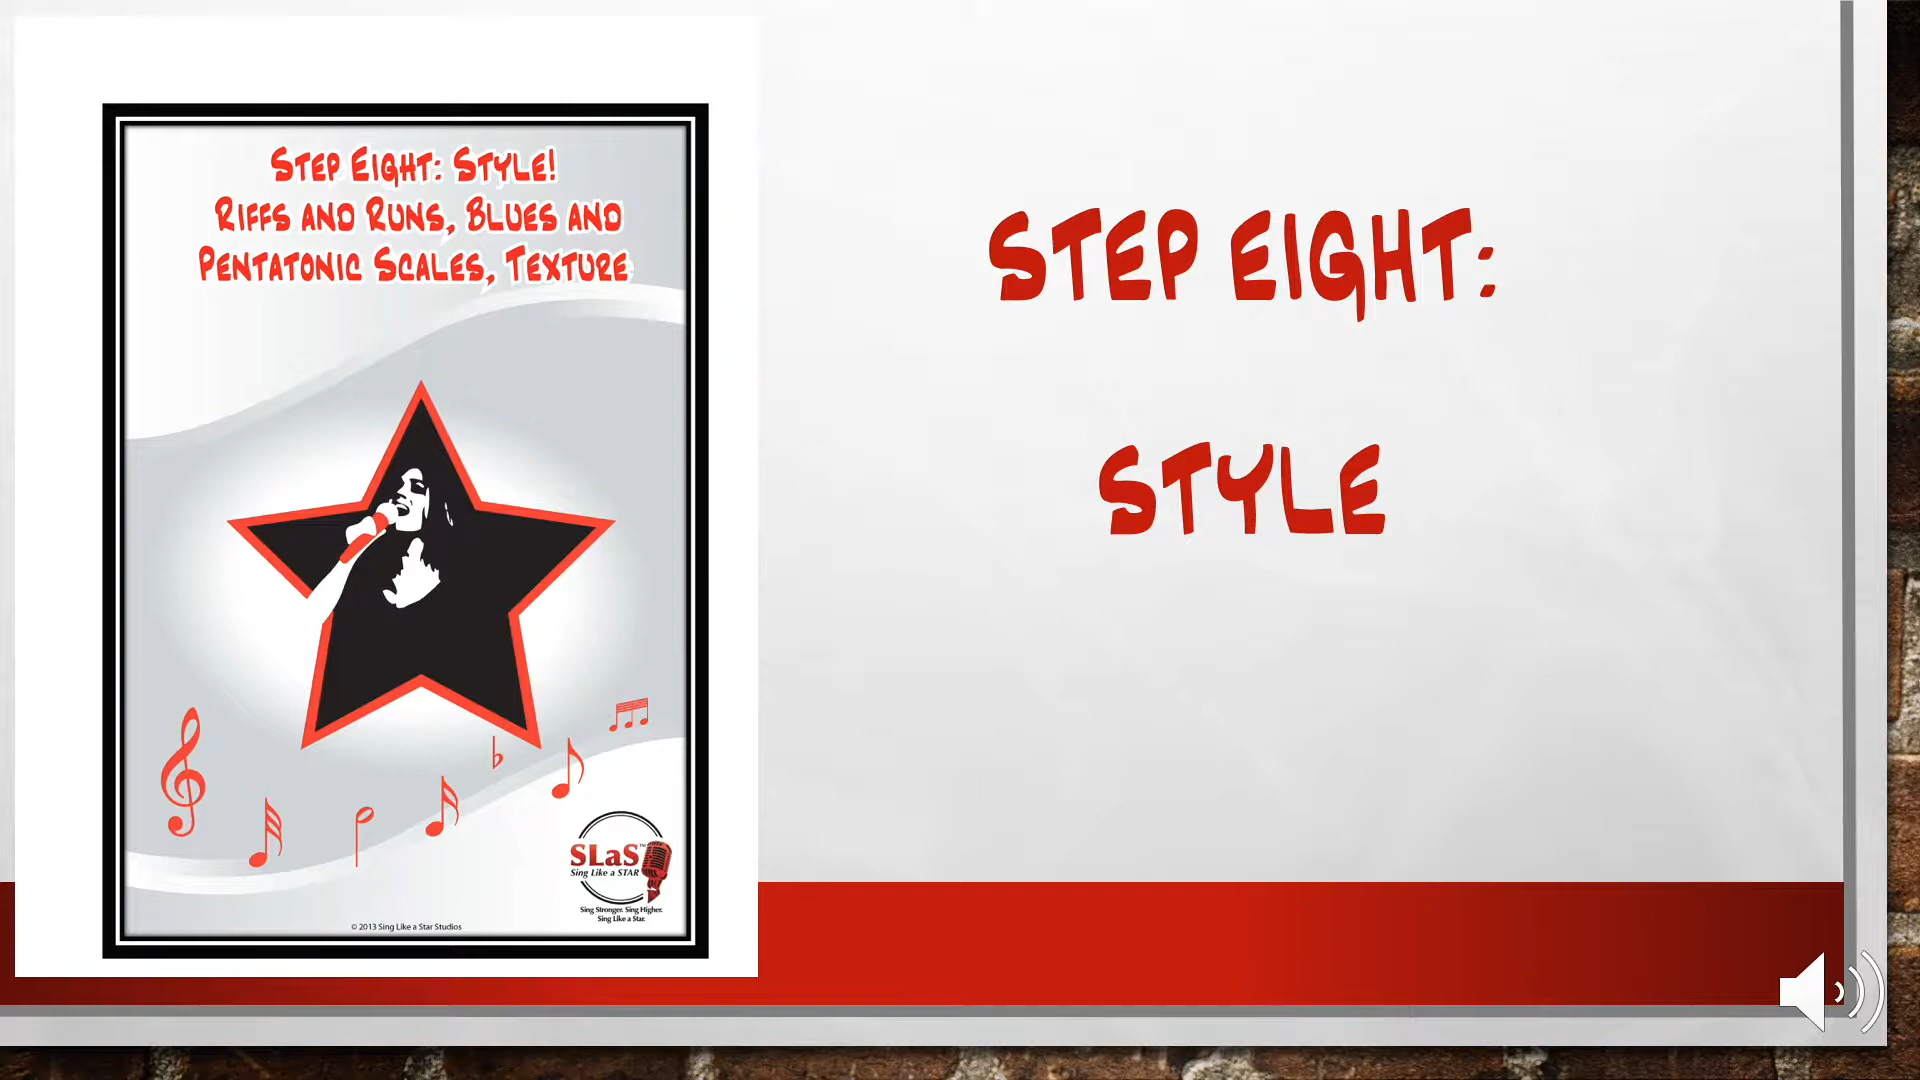 Step Eight: Style!
Riffs and Runs, Blues and
Pentatonic Scales, Texture
SLaS™
Sing Like a STAR
Sing Stronger. Sing Higher.
Sing Like a Star.
© 2013 Sing Like a Star Studios
STEP EIGHT:
STYLE